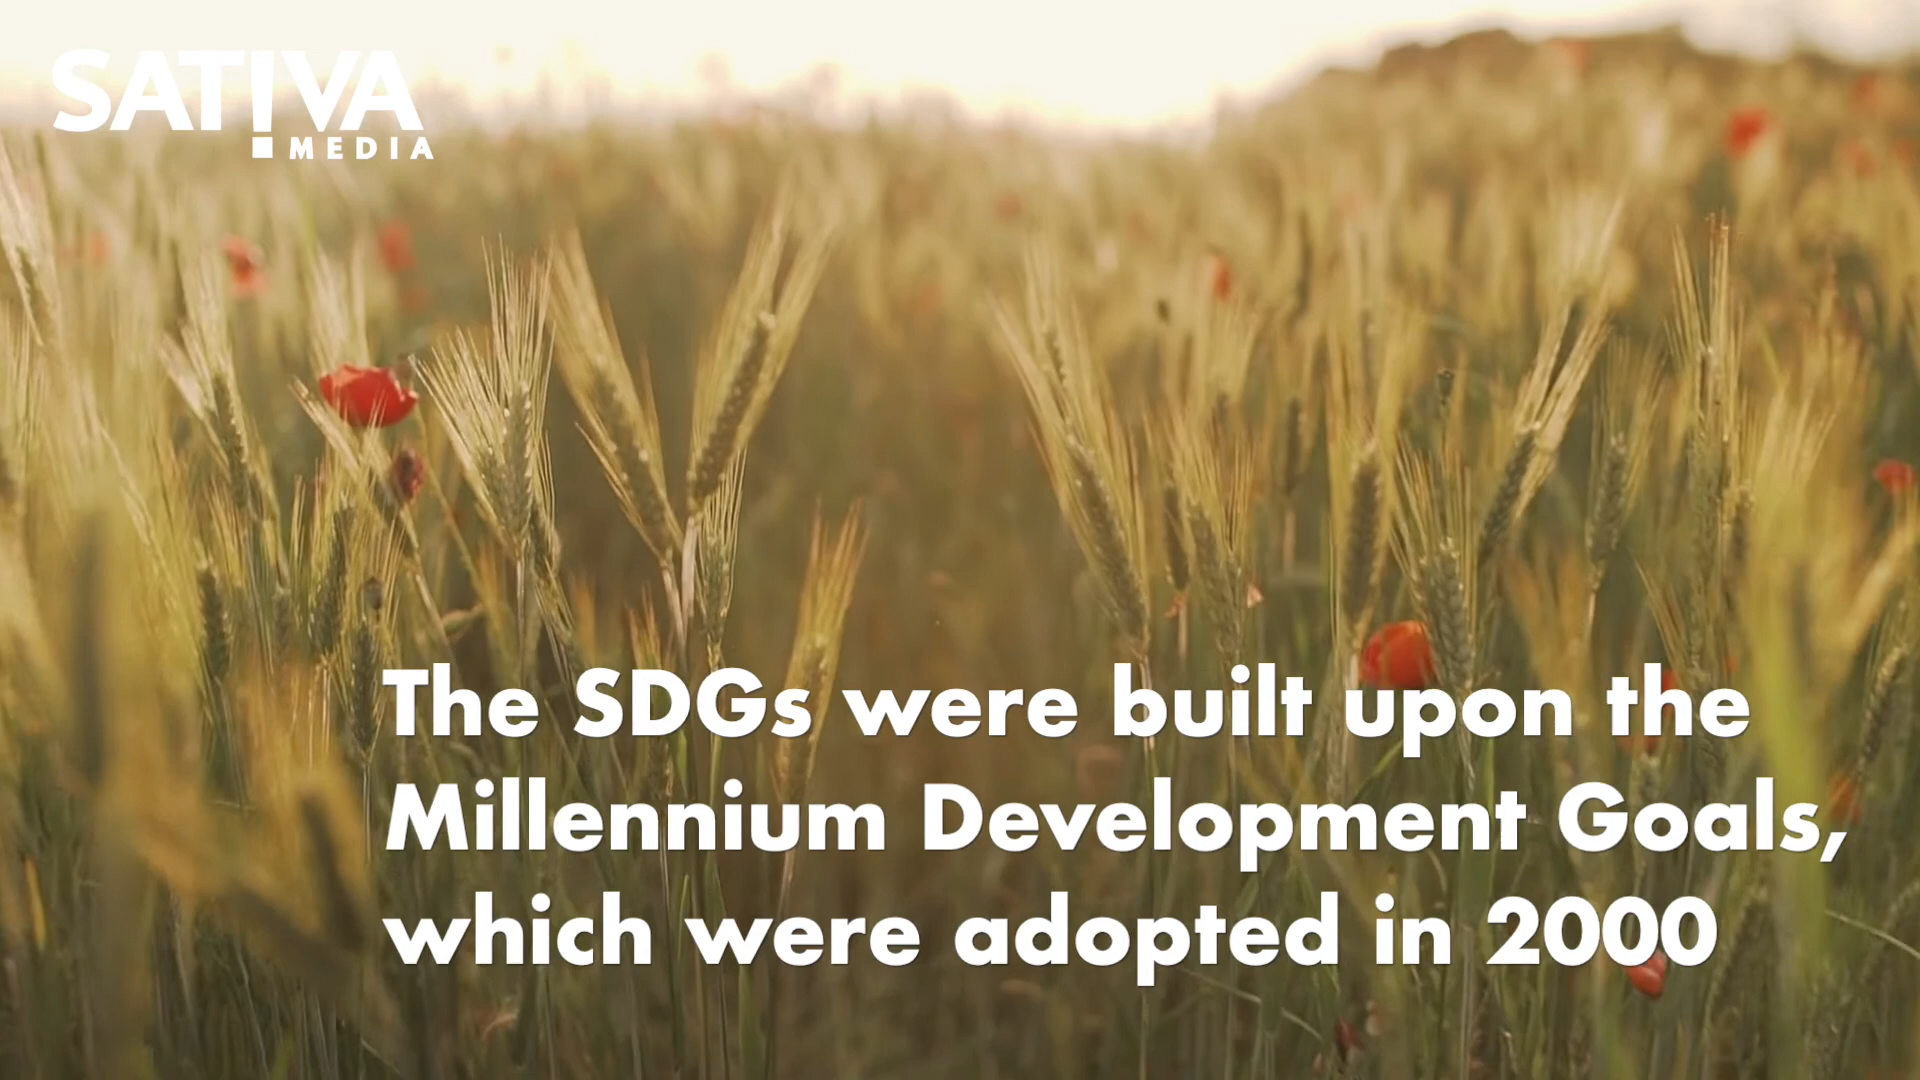 SATIVA
MEDIA
The SDGs were built upon the
Millennium Development Goals,
which were adopted in 2000